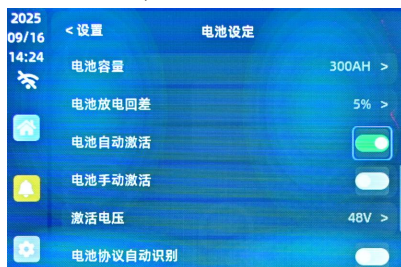 2025
09/16
14:24
< 设置
电池设定
电池容量
300AH >
电池放电回差
5% >
电池自动激活
电池手动激活
激活电压
48V >
电池协议自动识别